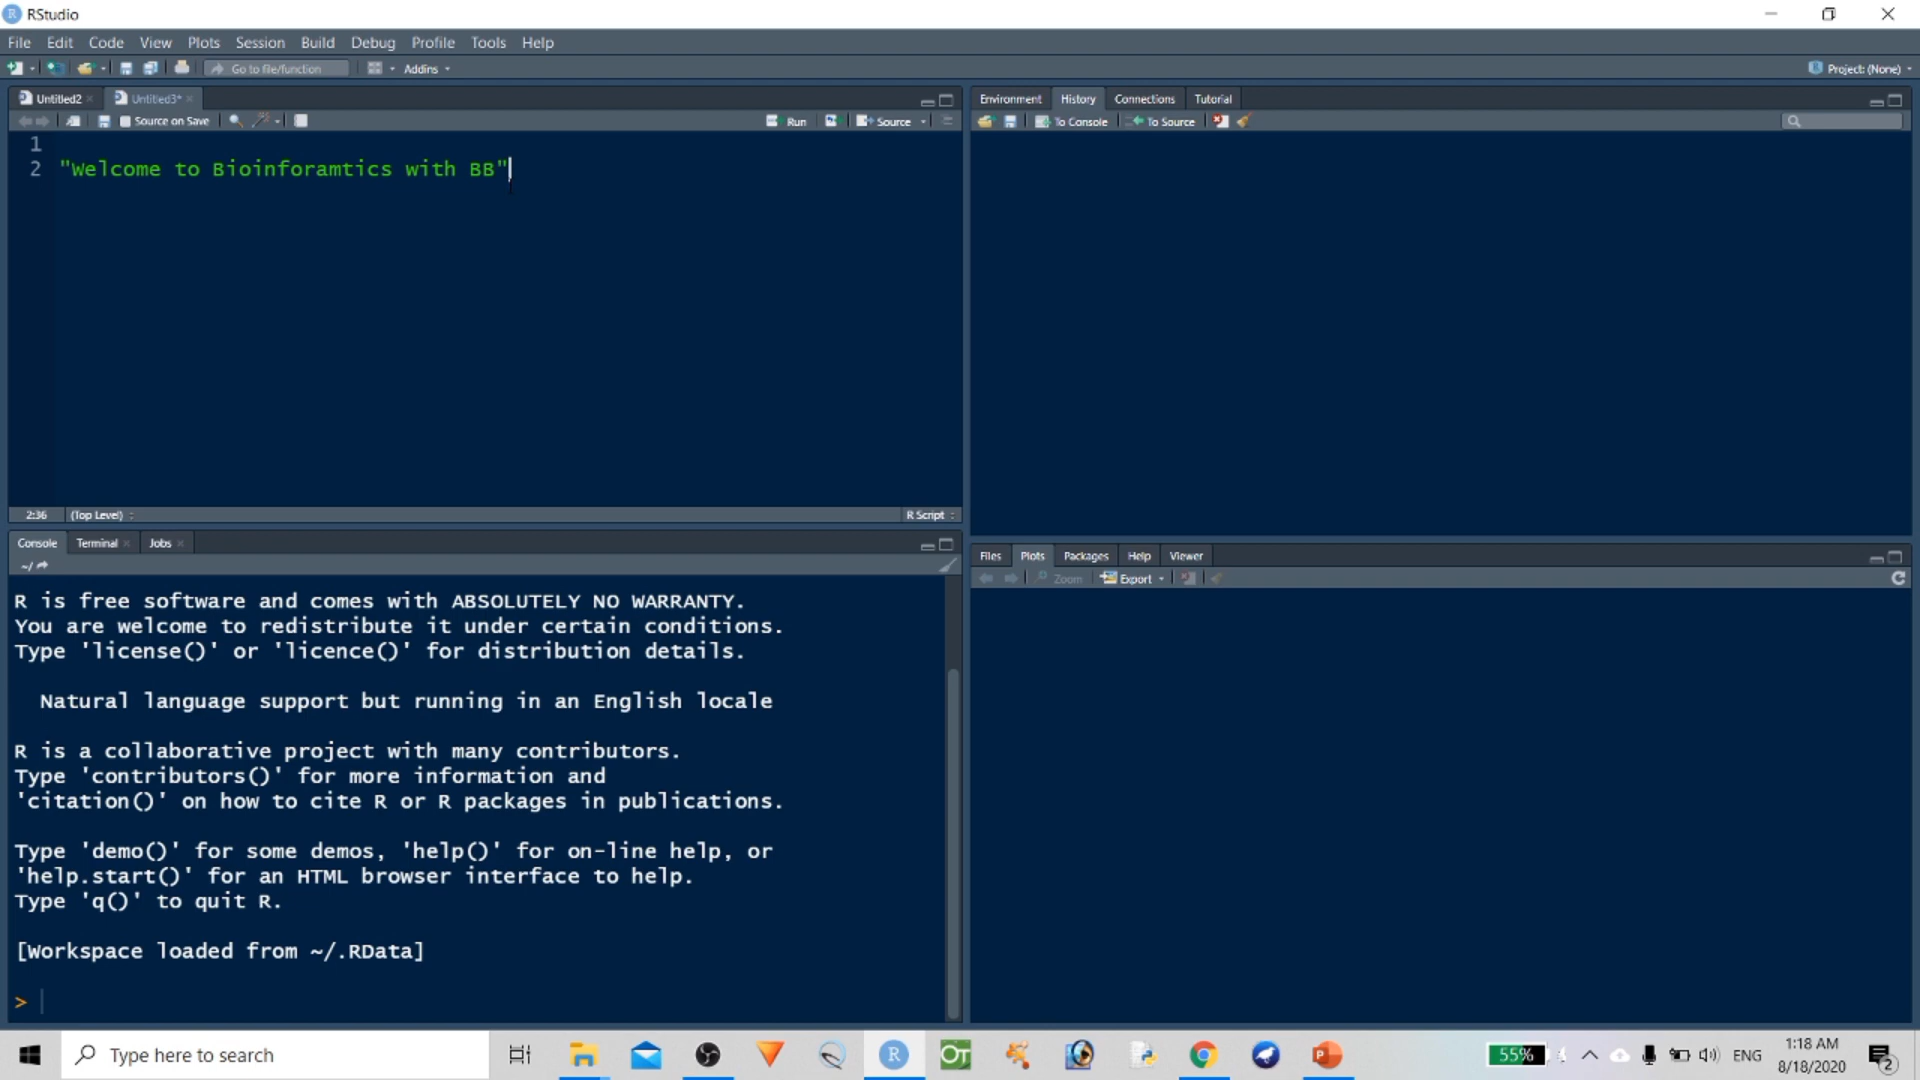 RStudio
File Edit Code View Plots Session Build Debug Profile Tools Help
Go to file/function Addins Project: (None)
Untitled2 Untitled3*
Source on Save Run Source
1
2 "Welcome to Bioinforamtics with BB"
2:36 (Top Level) R Script
Console Terminal Jobs
~/
R is free software and comes with ABSOLUTELY NO WARRANTY.
You are welcome to redistribute it under certain conditions.
Type 'license()' or 'licence()' for distribution details.
Natural language support but running in an English locale
R is a collaborative project with many contributors.
Type 'contributors()' for more information and
'citation()' on how to cite R or R packages in publications.
Type 'demo()' for some demos, 'help()' for on-line help, or
'help.start()' for an HTML browser interface to help.
Type 'q()' to quit R.
[Workspace loaded from ~/.RData]
>
Environment History Connections Tutorial
To Console To Source
Files Plots Packages Help Viewer
Zoom Export
Type here to search
55% ENG
1:18 AM
8/18/2020
2